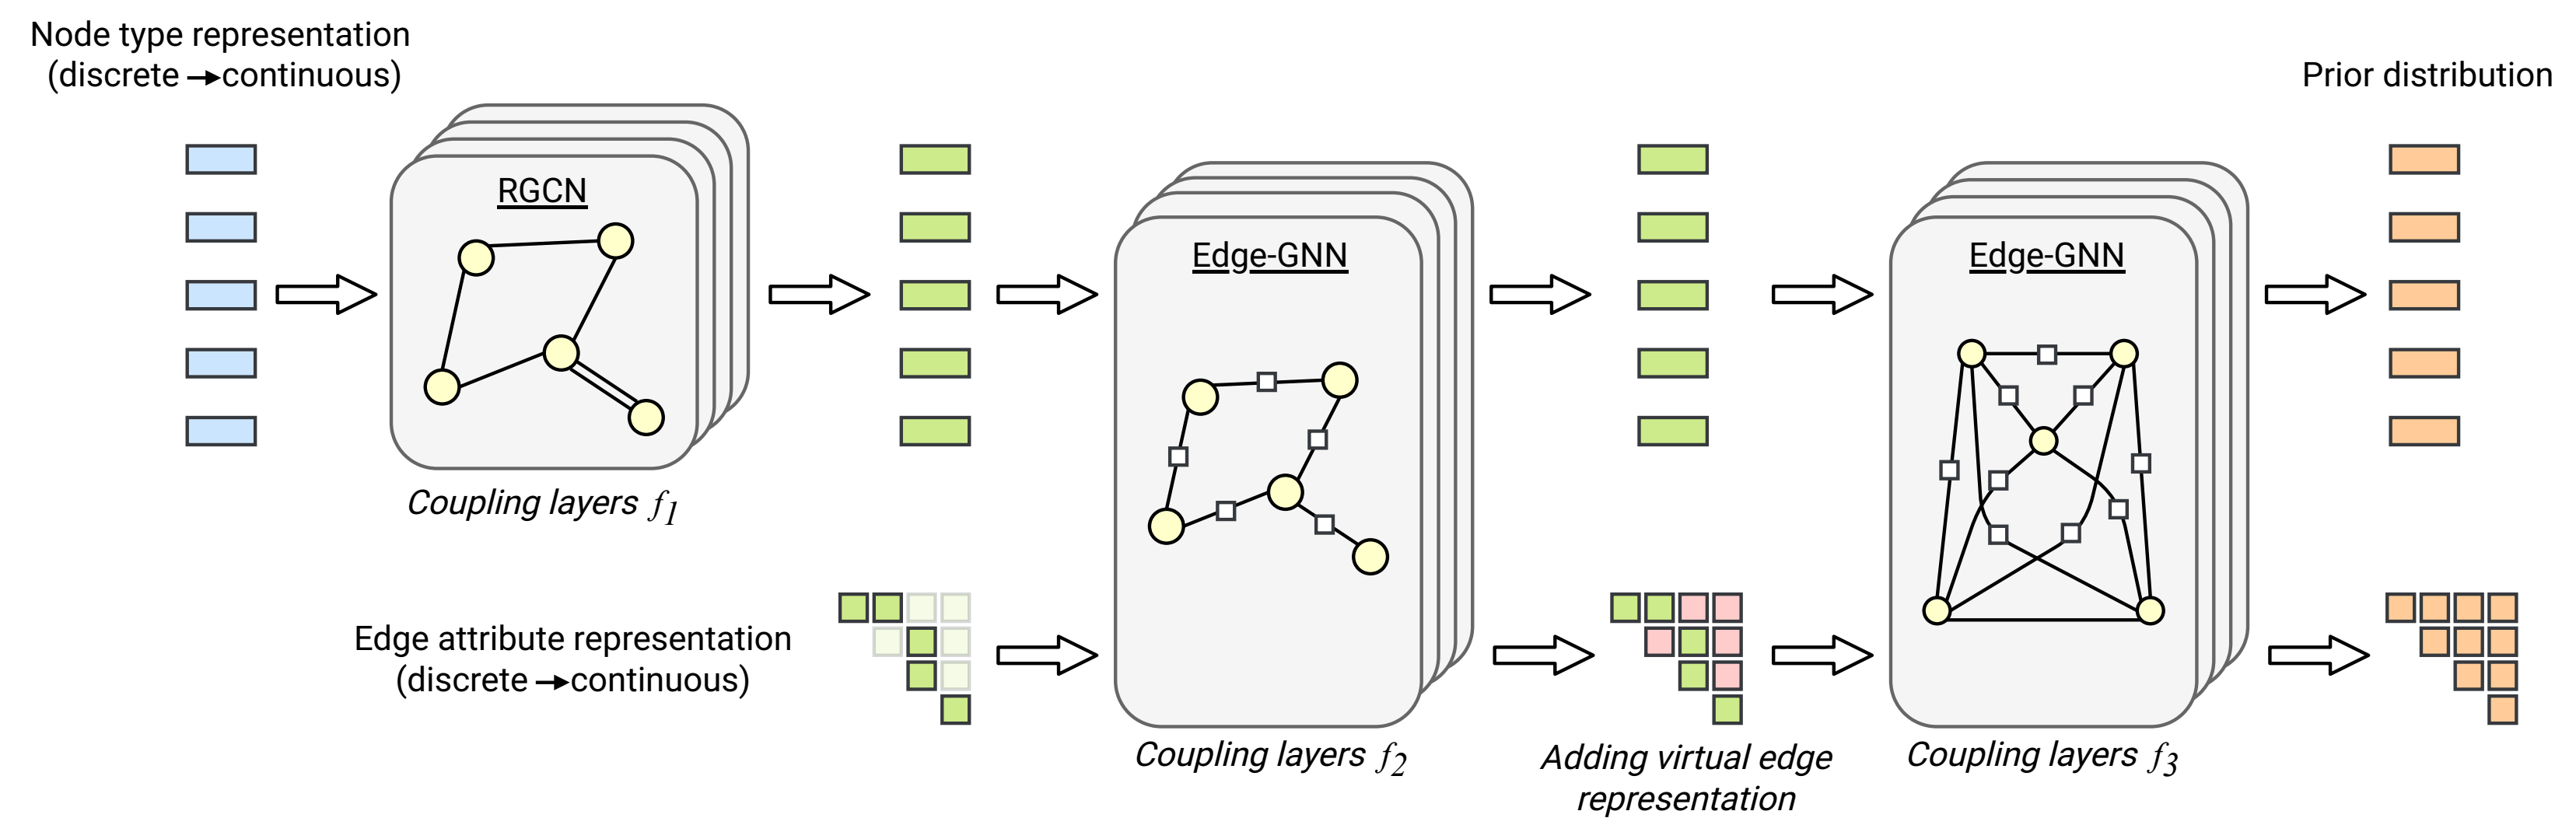 Node type representation
(discrete →continuous)
Prior distribution
RGCN
Edge-GNN
Edge-GNN
Coupling layers f1
Edge attribute representation
(discrete →continuous)
Coupling layers f2
Adding virtual edge
representation
Coupling layers f3